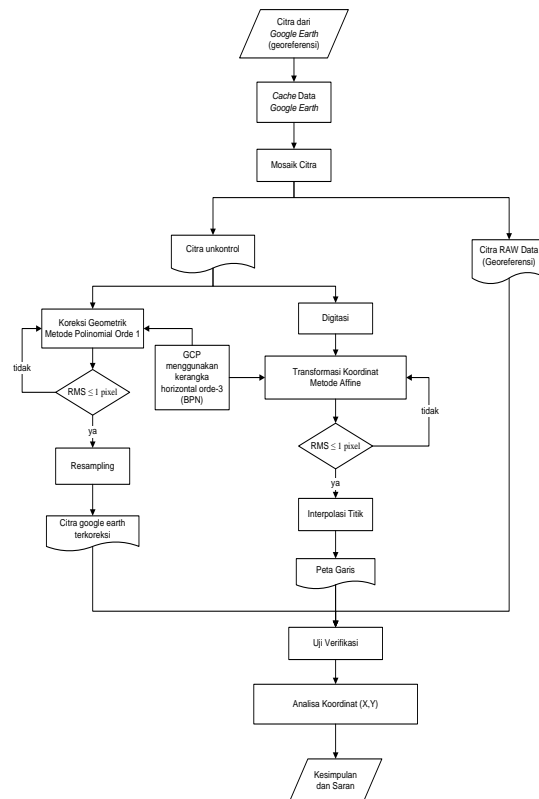 Citra dari
Google Earth
(georeferensi)
Cache Data
Google Earth
Mosaik Citra
Citra unkontrol
Citra RAW Data
(Georeferensi)
Koreksi Geometrik
Metode Polinomial Orde 1
Digitasi
GCP
menggunakan
kerangka
horizontal orde-3
(BPN)
Transformasi Koordinat
Metode Affine
tidak
RMS ≤ 1 pixel
ya
tidak
RMS ≤ 1 pixel
ya
Resampling
Interpolasi Titik
Citra google earth
terkoreksi
Peta Garis
Uji Verifikasi
Analisa Koordinat (X,Y)
Kesimpulan
dan Saran